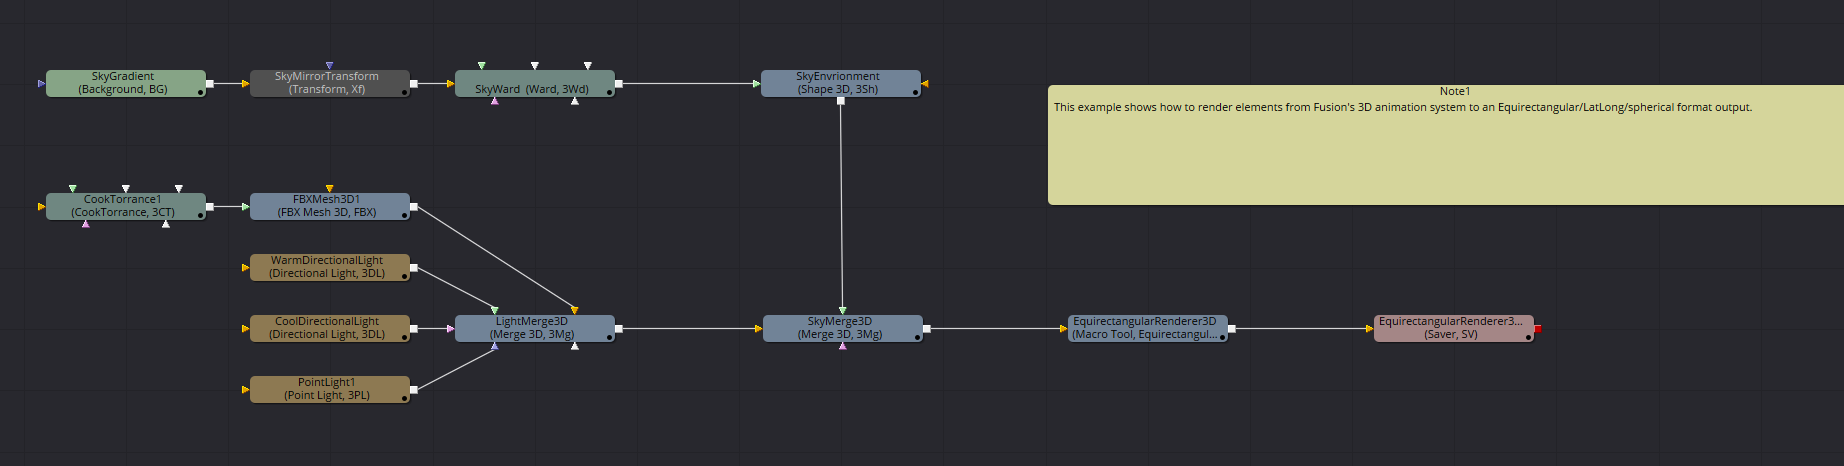 SkyGradient
(Background, BG)
SkyMirrorTransform
(Transform, Xf)
SkyWard (Ward, 3Wd)
SkyEnvrionment
(Shape 3D, 3Sh)
Note1
This example shows how to render elements from Fusion's 3D animation system to an Equirectangular/LatLong/spherical format output.
CookTorrance1
(CookTorrance, 3CT)
FBXMesh3D1
(FBX Mesh 3D, FBX)
WarmDirectionalLight
(Directional Light, 3DL)
CoolDirectionalLight
(Directional Light, 3DL)
LightMerge3D
(Merge 3D, 3Mg)
SkyMerge3D
(Merge 3D, 3Mg)
EquirectangularRenderer3D
(Macro Tool, Equirectangul...
EquirectangularRenderer3...
(Saver, SV)
PointLight1
(Point Light, 3PL)